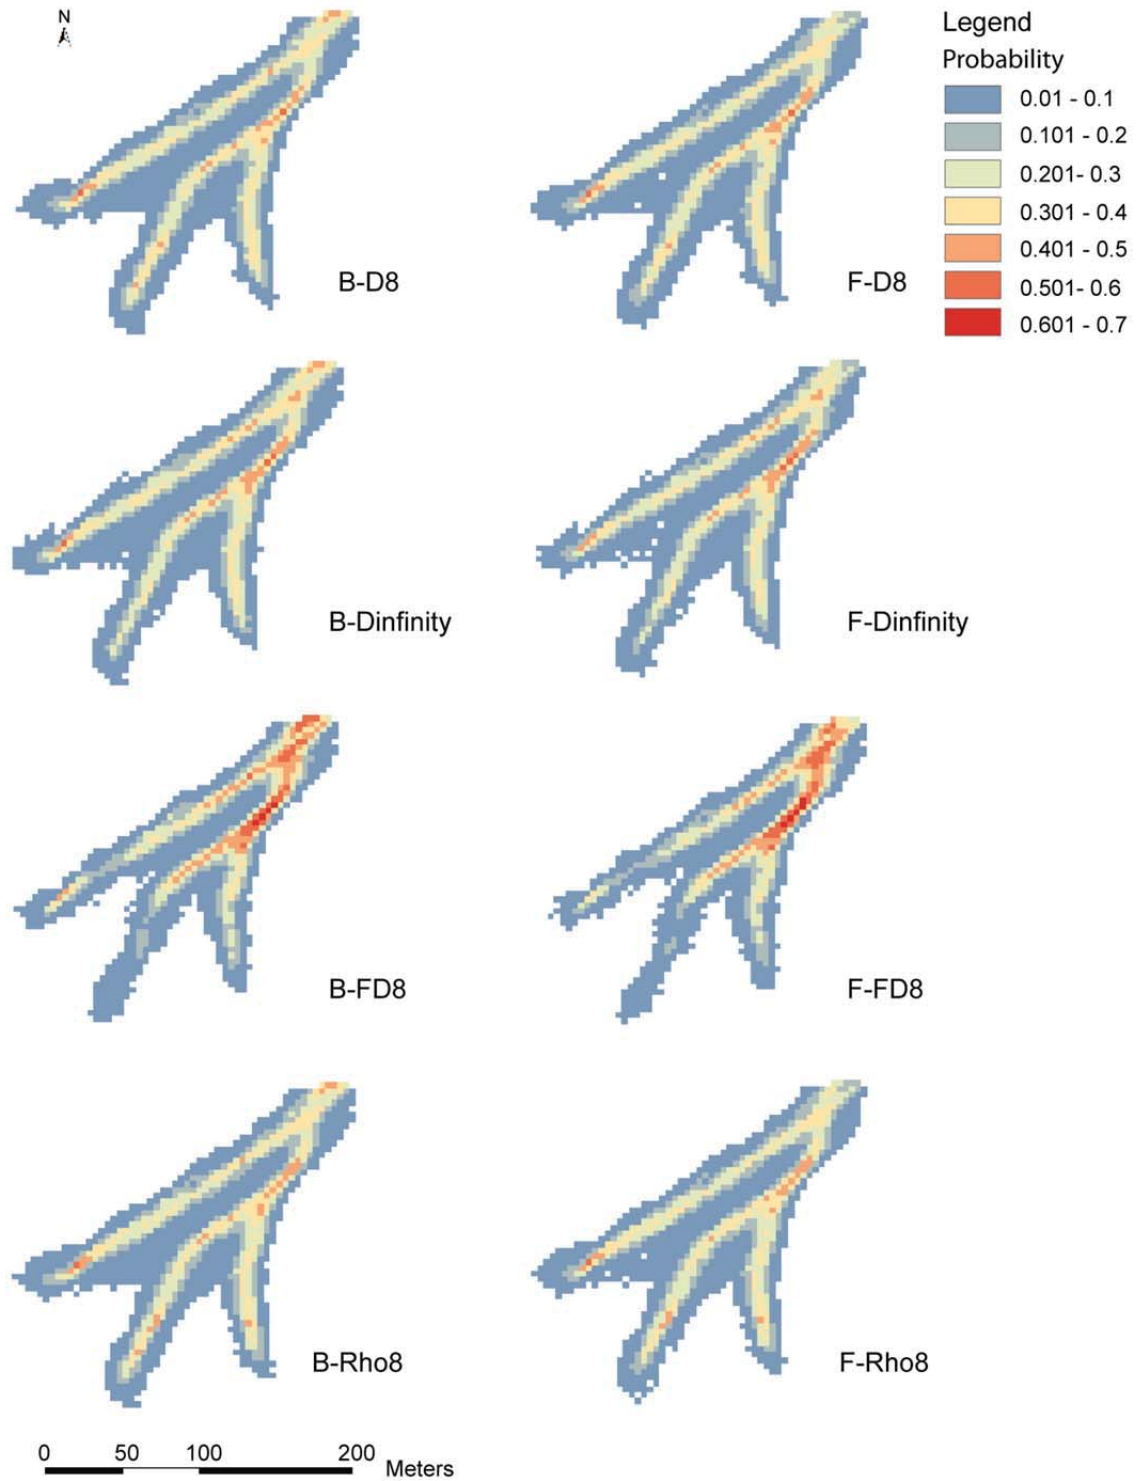 N
Legend
Probability
0.01 - 0.1
0.101 - 0.2
0.201- 0.3
0.301 - 0.4
0.401 - 0.5
0.501- 0.6
0.601 - 0.7
B-D8
F-D8
B-Dinfinity
F-Dinfinity
B-FD8
F-FD8
B-Rho8
F-Rho8
0 50 100 200
Meters